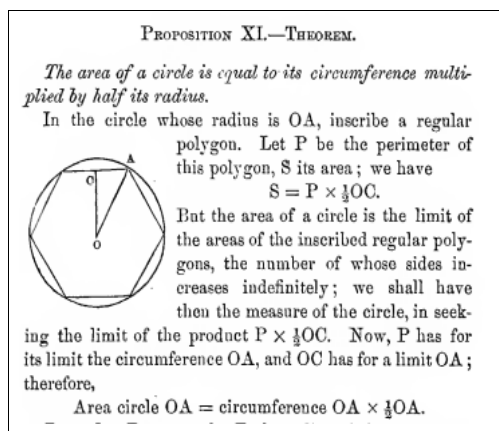 Proposition XI.—Theorem.
The area of a circle is equal to its circumference multi-
plied by half its radius.
In the circle whose radius is OA, inscribe a regular
polygon. Let P be the perimeter
of this polygon, S its area; we have
S = P × ½OC.
But the area of a circle is the limit of
the areas of the inscribed regular poly-
gons, the number of whose sides in-
creases indefinitely; we shall have
then the measure of the circle, in seek-
ing the limit of the product P × ½OC. Now, P has for
its limit the circumference OA, and OC has for a limit OA;
therefore,
Area circle OA = circumference OA × ½OA.
A
C
O